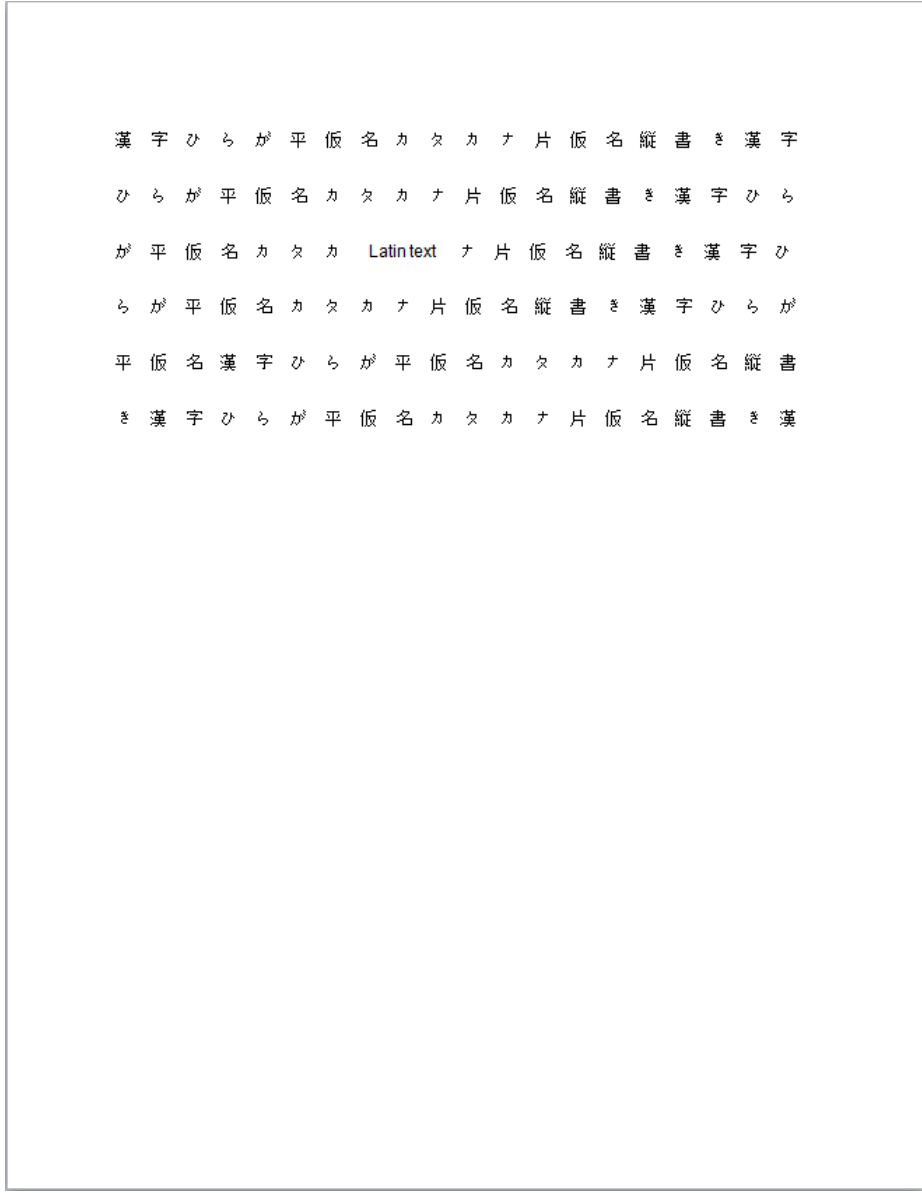 漢字ひらが平仮名カタカナ片仮名縦書き漢字
ひらが平仮名カタカナ片仮名縦書き漢字ひら
が平仮名カタカ Latin text ナ片仮名縦書き漢字ひ
らが平仮名カタカナ片仮名縦書き漢字ひらが
平仮名漢字ひらが平仮名カタカナ片仮名縦書
き漢字ひらが平仮名カタカナ片仮名縦書き漢